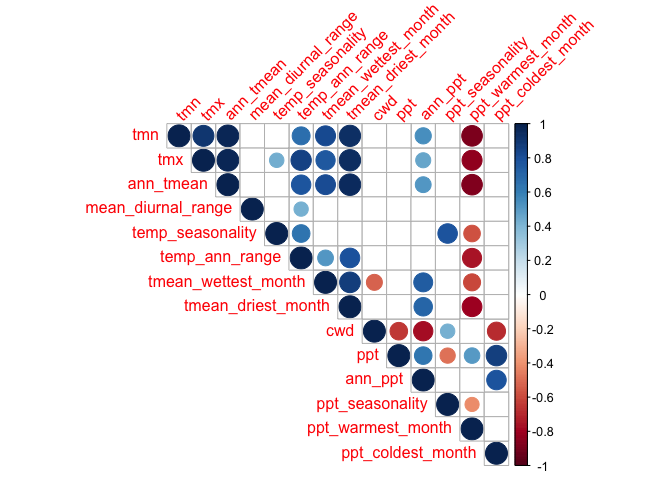 tmn
tmx
ann_tmean
mean_diurnal_range
temp_seasonality
temp_ann_range
tmean_wettest_month
tmean_driest_month
cwd
ppt
ann_ppt
ppt_seasonality
ppt_warmest_month
ppt_coldest_month
tmn
tmx
ann_tmean
mean_diurnal_range
temp_seasonality
temp_ann_range
tmean_wettest_month
tmean_driest_month
cwd
ppt
ann_ppt
ppt_seasonality
ppt_warmest_month
ppt_coldest_month
1
0.8
0.6
0.4
0.2
0
-0.2
-0.4
-0.6
-0.8
-1